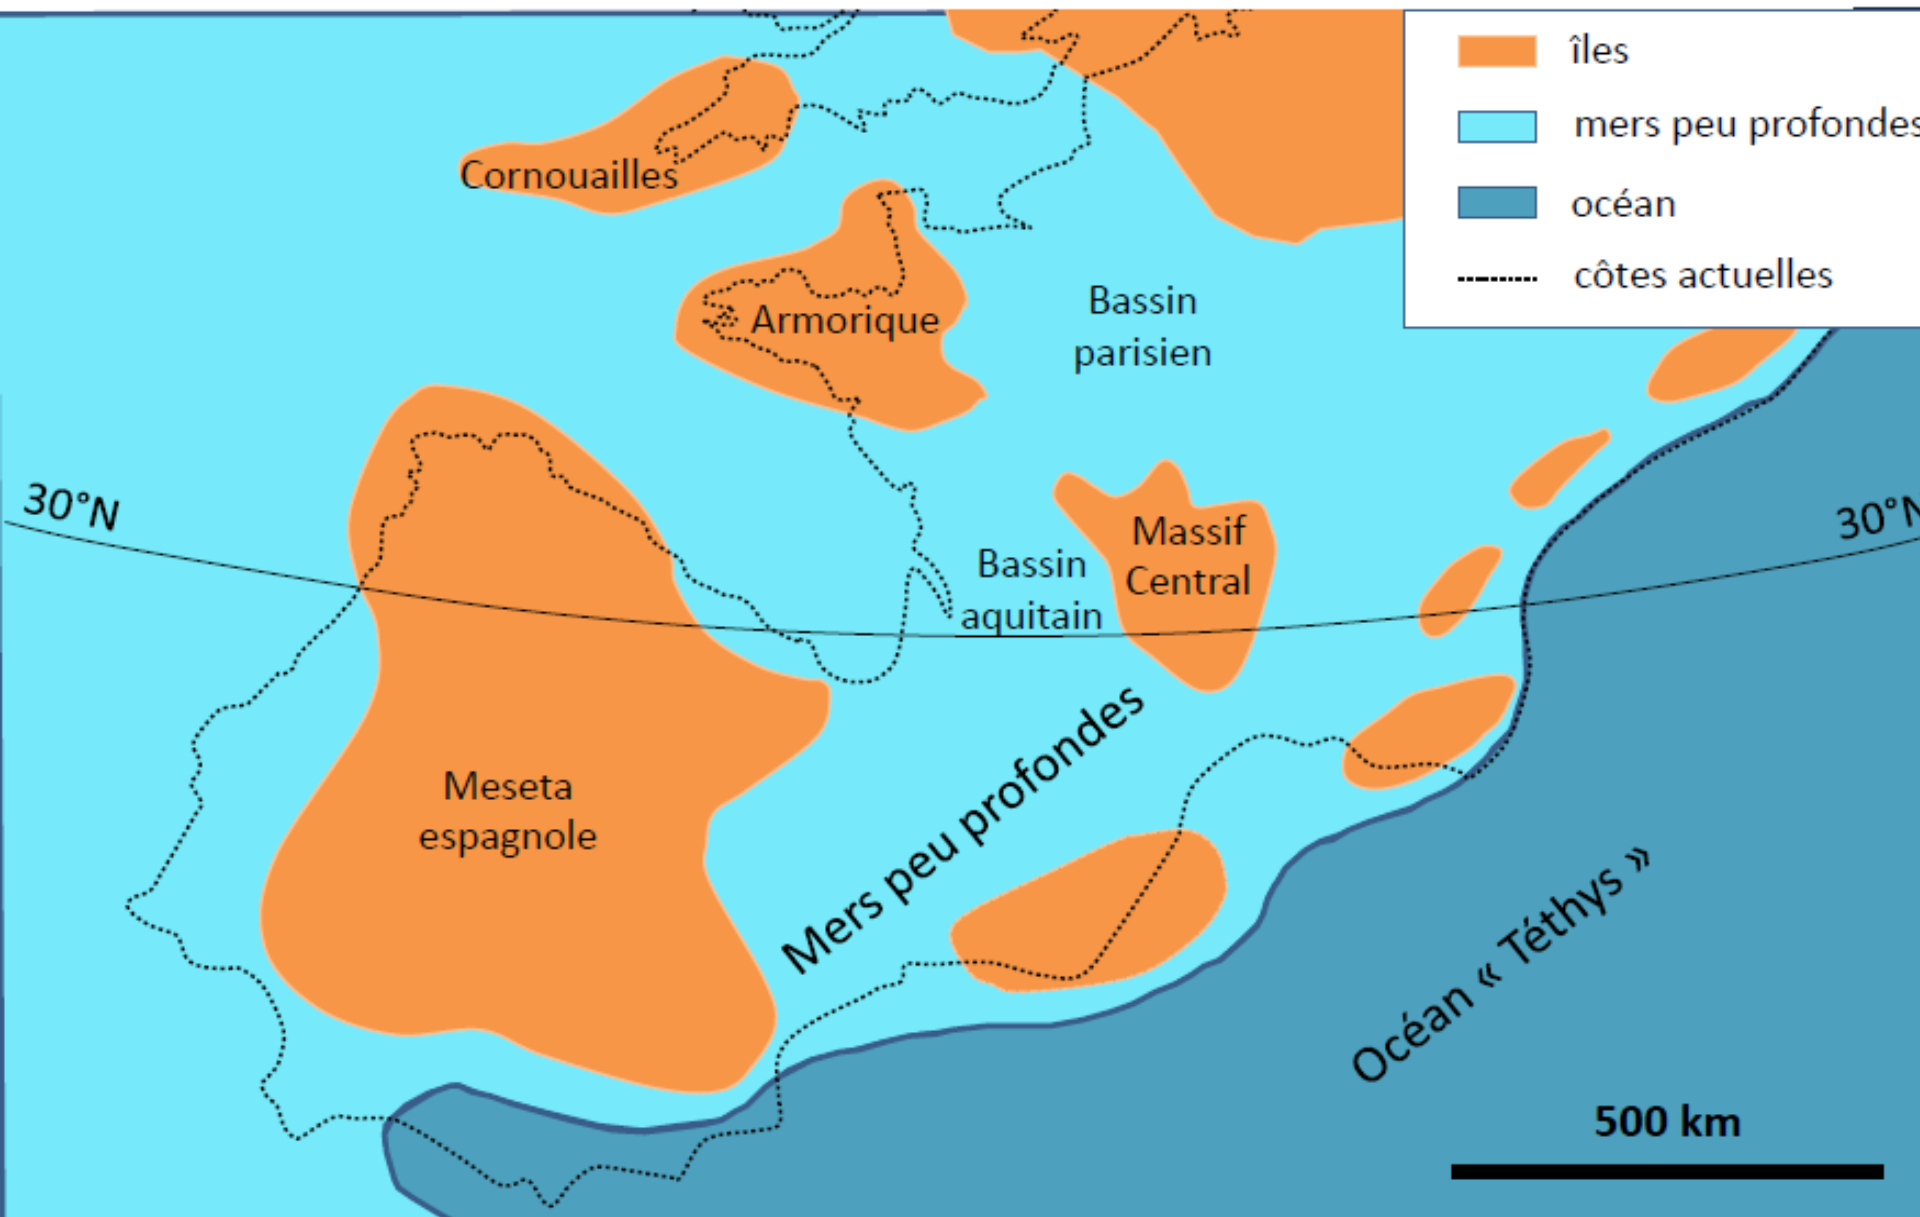 îles
mers peu profondes
océan
côtes actuelles
Cornouailles
Armorique
Bassin
parisien
30°N
30°N
Massif
Central
Bassin
aquitain
Meseta
espagnole
Mers peu profondes
Océan « Téthys »
500 km